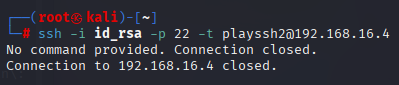 ┌──(root㉿kali)-[~]
└─# ssh -i id_rsa -p 22 -t playssh2@192.168.16.4
No command provided. Connection closed.
Connection to 192.168.16.4 closed.